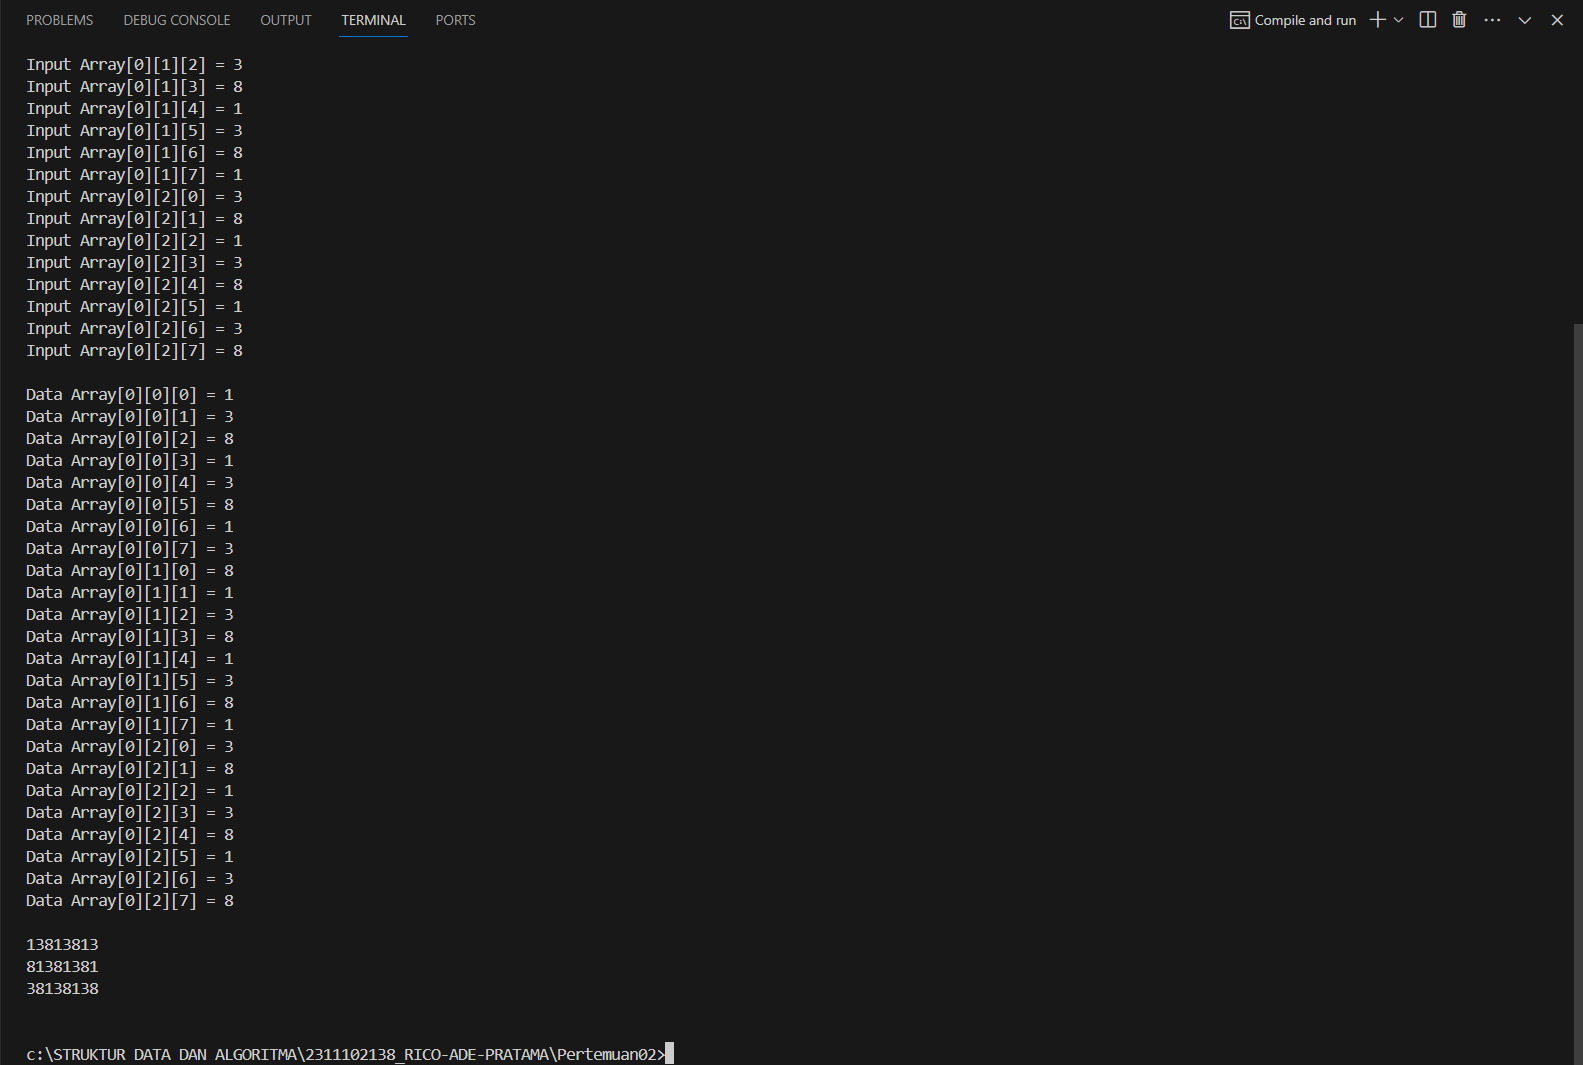 PROBLEMS DEBUG CONSOLE OUTPUT TERMINAL PORTS Compile and run
Input Array[0][1][2] = 3
Input Array[0][1][3] = 8
Input Array[0][1][4] = 1
Input Array[0][1][5] = 3
Input Array[0][1][6] = 8
Input Array[0][1][7] = 1
Input Array[0][2][0] = 3
Input Array[0][2][1] = 8
Input Array[0][2][2] = 1
Input Array[0][2][3] = 3
Input Array[0][2][4] = 8
Input Array[0][2][5] = 1
Input Array[0][2][6] = 3
Input Array[0][2][7] = 8
Data Array[0][0][0] = 1
Data Array[0][0][1] = 3
Data Array[0][0][2] = 8
Data Array[0][0][3] = 1
Data Array[0][0][4] = 3
Data Array[0][0][5] = 8
Data Array[0][0][6] = 1
Data Array[0][0][7] = 3
Data Array[0][1][0] = 8
Data Array[0][1][1] = 1
Data Array[0][1][2] = 3
Data Array[0][1][3] = 8
Data Array[0][1][4] = 1
Data Array[0][1][5] = 3
Data Array[0][1][6] = 8
Data Array[0][1][7] = 1
Data Array[0][2][0] = 3
Data Array[0][2][1] = 8
Data Array[0][2][2] = 1
Data Array[0][2][3] = 3
Data Array[0][2][4] = 8
Data Array[0][2][5] = 1
Data Array[0][2][6] = 3
Data Array[0][2][7] = 8
13813813
81381381
38138138
c:\STRUKTUR DATA DAN ALGORITMA\2311102138_RICO-ADE-PRATAMA\Pertemuan02>